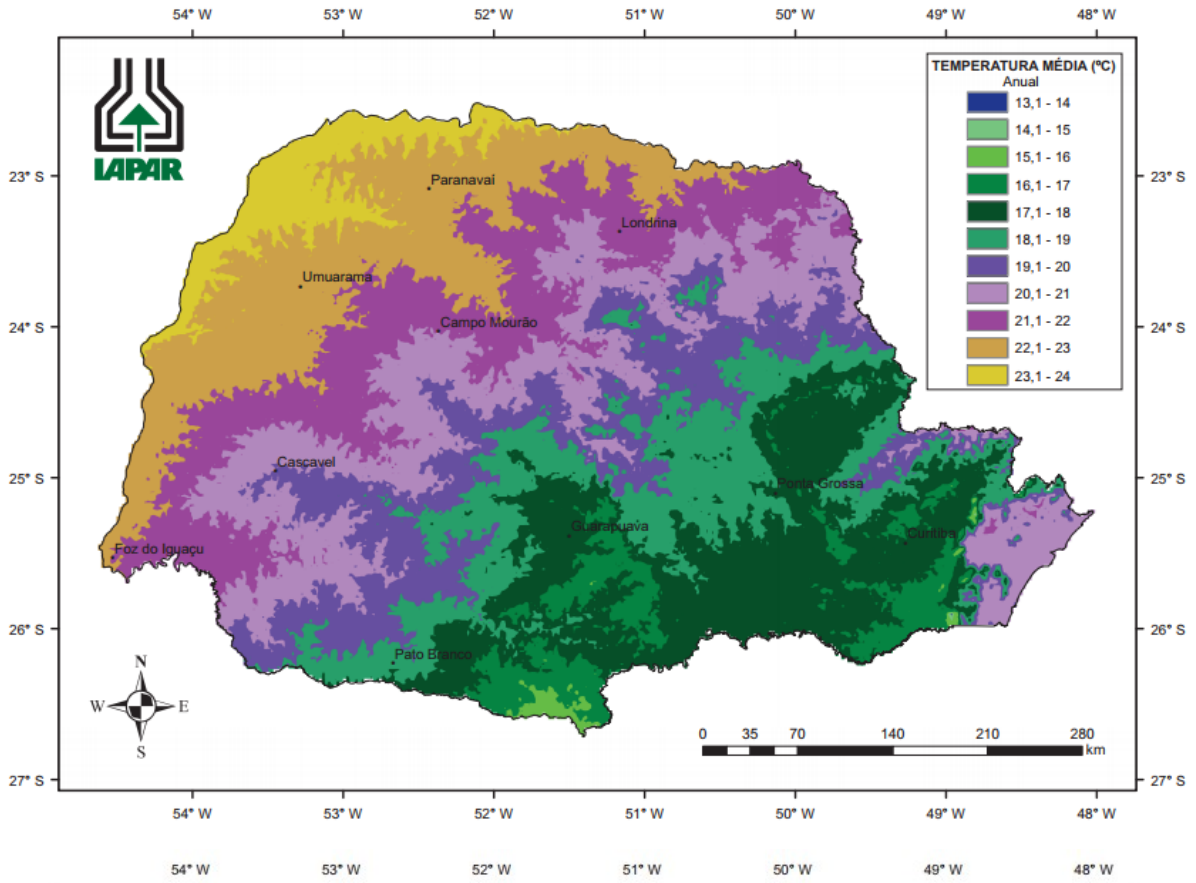 54° W 53° W 52° W 51° W 50° W 49° W 48° W
IAPAR
TEMPERATURA MÉDIA (ºC)
Anual
13,1 - 14
14,1 - 15
15,1 - 16
16,1 - 17
17,1 - 18
18,1 - 19
19,1 - 20
20,1 - 21
21,1 - 22
22,1 - 23
23,1 - 24
23° S 23° S
Paranavaí
Londrina
Umuarama
24° S 24° S
Campo Mourão
Cascavel
25° S 25° S
Ponta Grossa
Guarapuava
Curitiba
Foz do Iguaçu
26° S 26° S
Pato Branco
N
W E
S
0 35 70 140 210 280
km
27° S 27° S
54° W 53° W 52° W 51° W 50° W 49° W 48° W
54° W 53° W 52° W 51° W 50° W 49° W 48° W